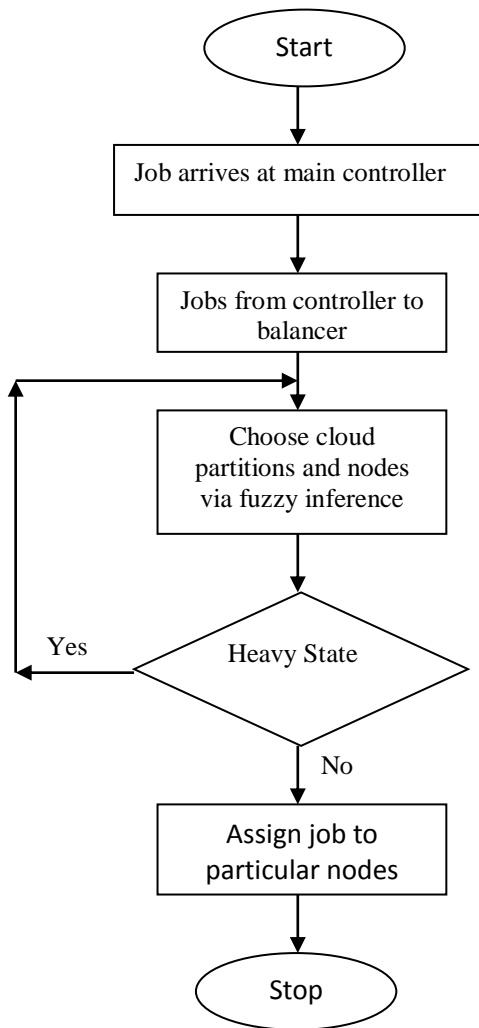 Start
Job arrives at main controller
Jobs from controller to
balancer
Choose cloud
partitions and nodes
via fuzzy inference
Heavy State
Yes
No
Assign job to
particular nodes
Stop